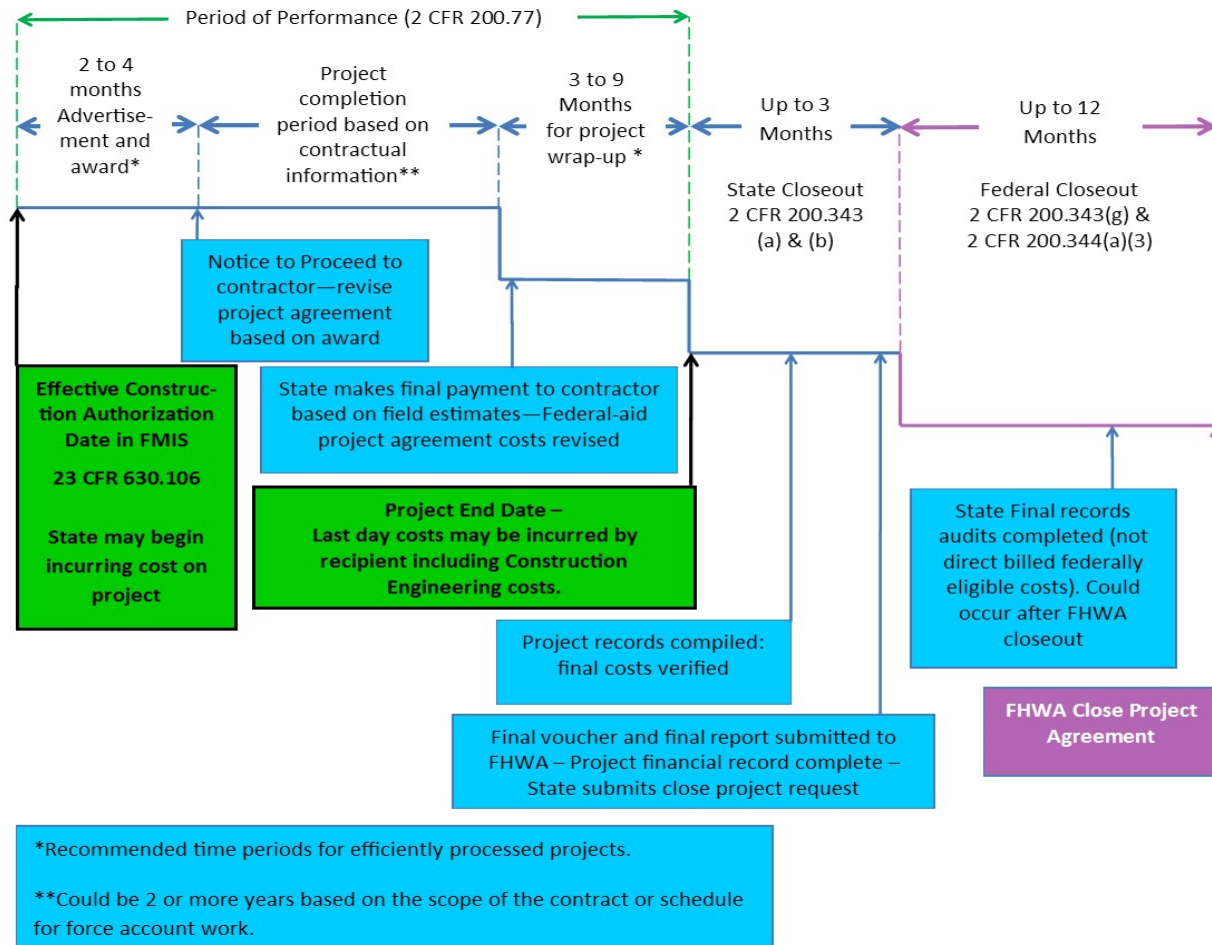 Period of Performance (2 CFR 200.77)
2 to 4
months
Advertise-
ment and
award*
Project
completion
period based on
contractual
information**
3 to 9
Months
for project
wrap-up *
Up to 3
Months
State Closeout
2 CFR 200.343
(a) & (b)
Up to 12
Months
Federal Closeout
2 CFR 200.343(g) &
2 CFR 200.344(a)(3)
Notice to Proceed to
contractor—revise
project agreement
based on award
Effective Construc-
tion Authorization
Date in FMIS
23 CFR 630.106
State may begin
incurring cost on
project
State makes final payment to contractor
based on field estimates—Federal-aid
project agreement costs revised
Project End Date –
Last day costs may be incurred by
recipient including Construction
Engineering costs.
Project records compiled:
final costs verified
Final voucher and final report submitted to
FHWA – Project financial record complete –
State submits close project request
State Final records
audits completed (not
direct billed federally
eligible costs). Could
occur after FHWA
closeout
FHWA Close Project
Agreement
*Recommended time periods for efficiently processed projects.
**Could be 2 or more years based on the scope of the contract or schedule
for force account work.